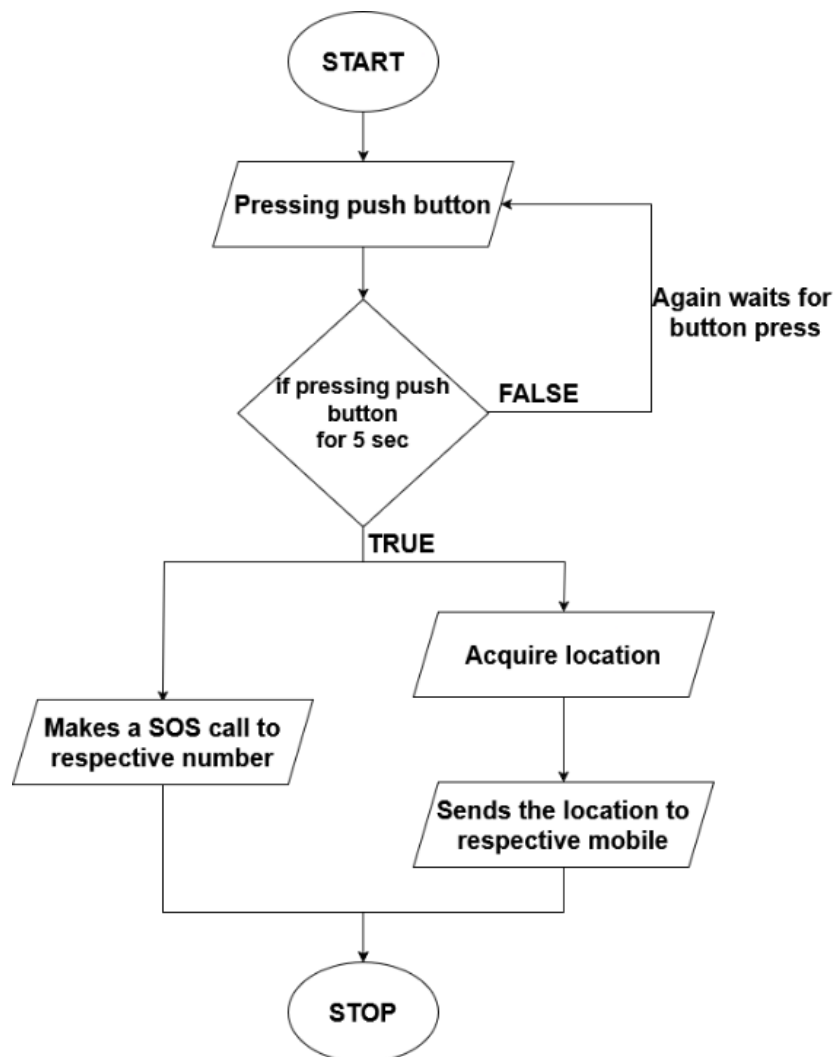 START
Pressing push button
Again waits for
button press
if pressing push
button
for 5 sec
FALSE
TRUE
Acquire location
Makes a SOS call to
respective number
Sends the location to
respective mobile
STOP